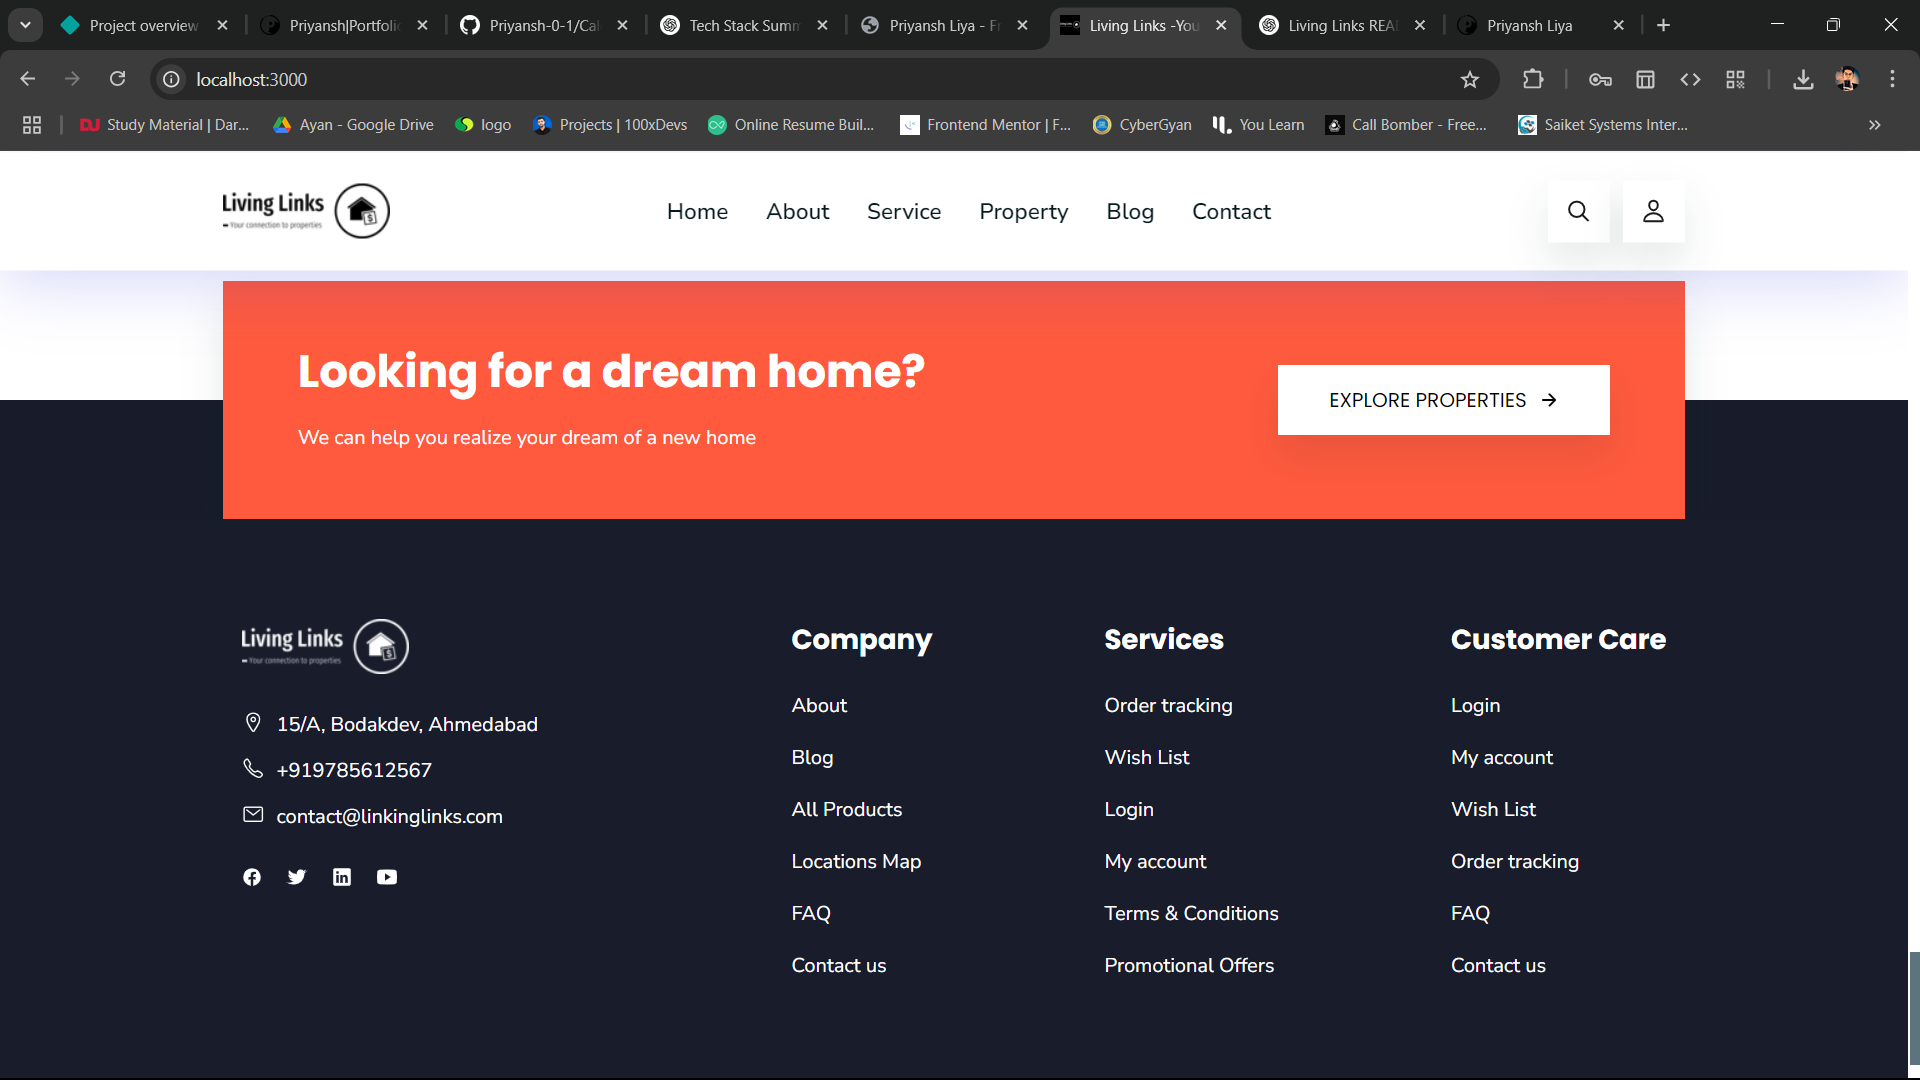 Project overview
Priyansh|Portfoli
Priyansh-0-1/Cal
Tech Stack Summ
Priyansh Liya - Fr
Living Links -You
Living Links REA
Priyansh Liya
localhost:3000
Study Material | Dar...
Ayan - Google Drive
logo
Projects | 100xDevs
Online Resume Buil...
Frontend Mentor | F...
CyberGyan
You Learn
Call Bomber - Free...
Saiket Systems Inter...
Living Links
Your connection to properties
Home
About
Service
Property
Blog
Contact
Looking for a dream home?
We can help you realize your dream of a new home
EXPLORE PROPERTIES →
Living Links
Your connection to properties
15/A, Bodakdev, Ahmedabad
+919785612567
contact@linkinglinks.com
Company
About
Blog
All Products
Locations Map
FAQ
Contact us
Services
Order tracking
Wish List
Login
My account
Terms & Conditions
Promotional Offers
Customer Care
Login
My account
Wish List
Order tracking
FAQ
Contact us